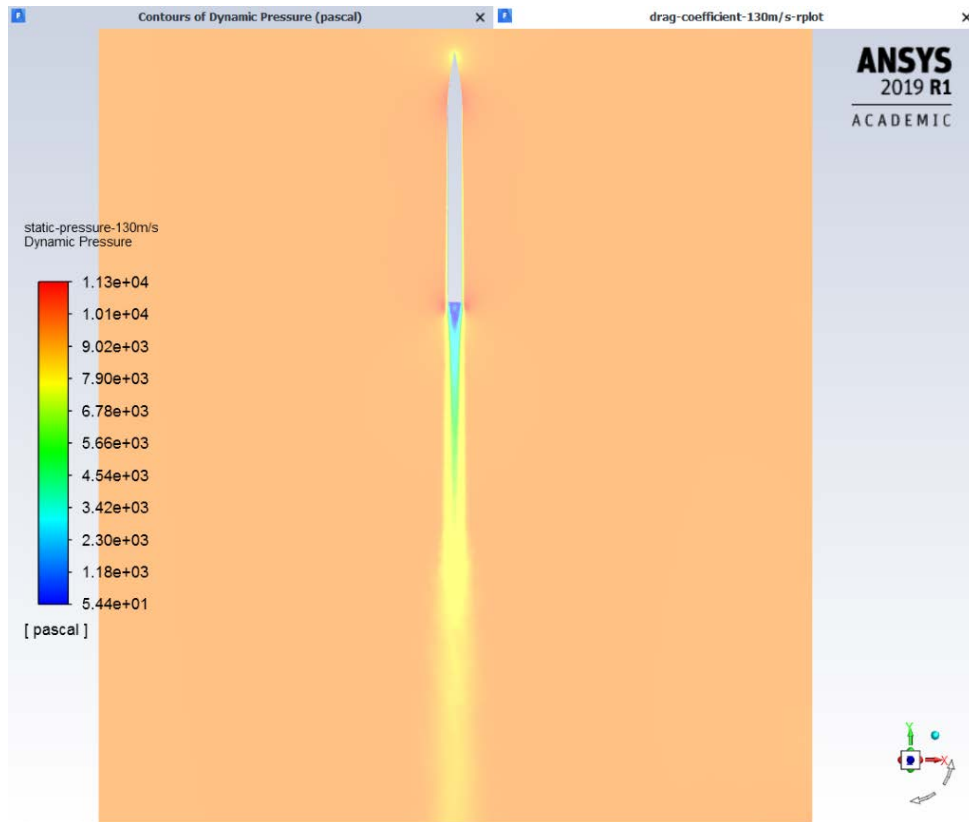 Contours of Dynamic Pressure (pascal)
drag-coefficient-130m/s-rplot
ANSYS
2019 R1
ACADEMIC
static-pressure-130m/s
Dynamic Pressure
1.13e+04
1.01e+04
9.02e+03
7.90e+03
6.78e+03
5.66e+03
4.54e+03
3.42e+03
2.30e+03
1.18e+03
5.44e+01
[ pascal ]
Y
X